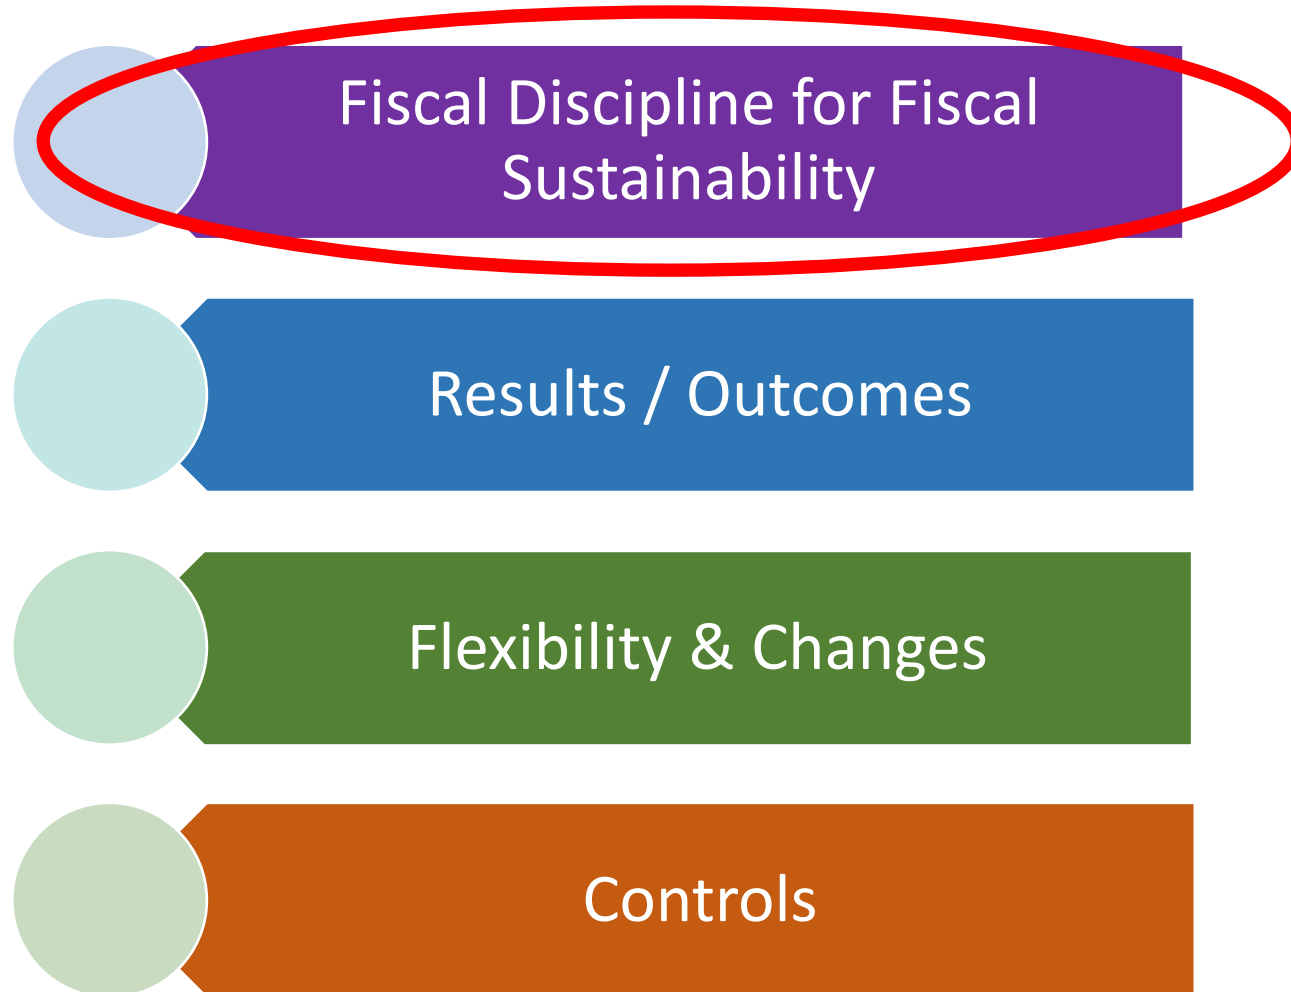 Fiscal Discipline for Fiscal
Sustainability
Results / Outcomes
Flexibility & Changes
Controls